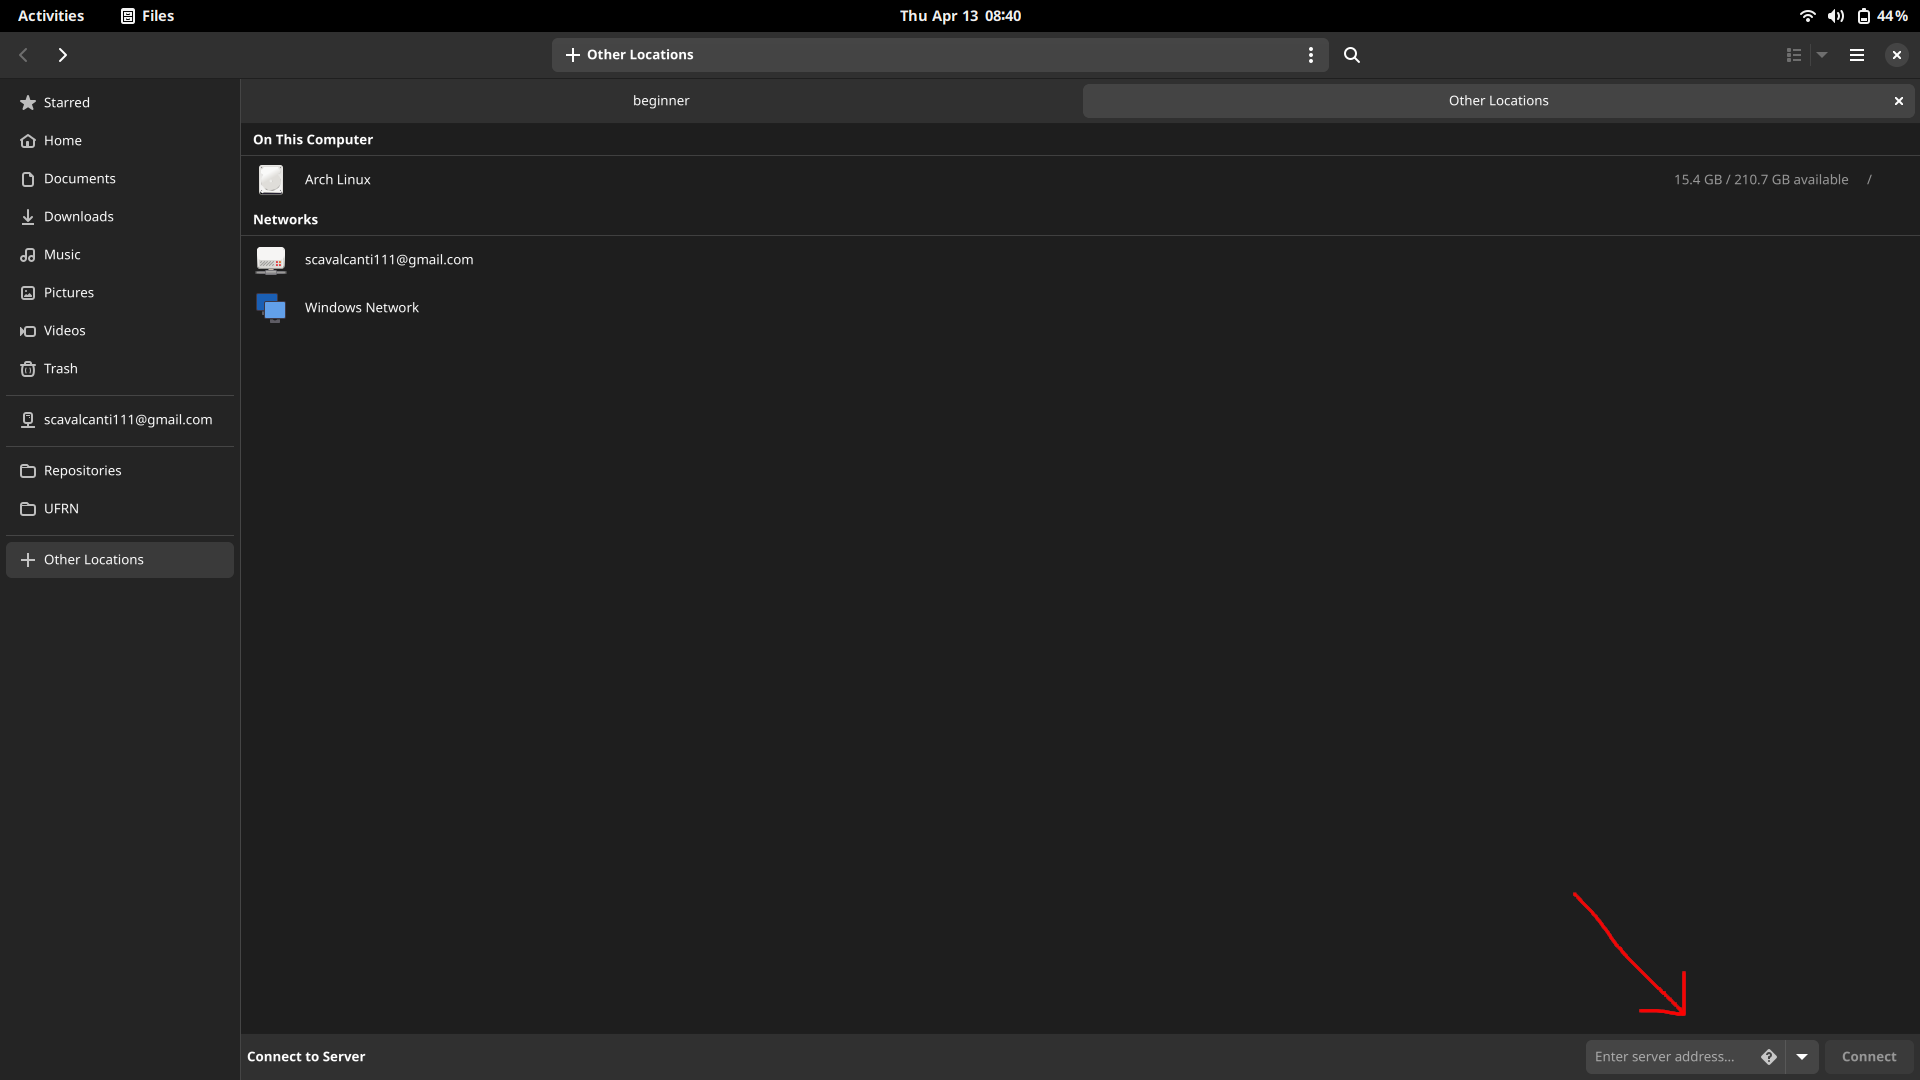 Activities Files Thu Apr 13 08:40 44%
Other Locations
Starred
Home
Documents
Downloads
Music
Pictures
Videos
Trash
scavalcanti111@gmail.com
Repositories
UFRN
Other Locations
beginner Other Locations
On This Computer
Arch Linux 15.4 GB / 210.7 GB available /
Networks
scavalcanti111@gmail.com
Windows Network
Connect to Server Enter server address... Connect